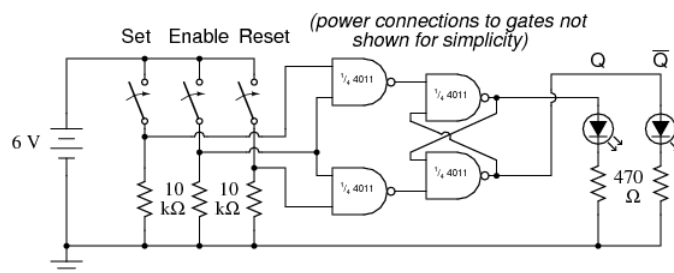 (power connections to gates not
shown for simplicity)
Set Enable Reset
Q Q̅
6 V
¼ 4011
¼ 4011
¼ 4011
¼ 4011
10
kΩ
10
kΩ
470
Ω